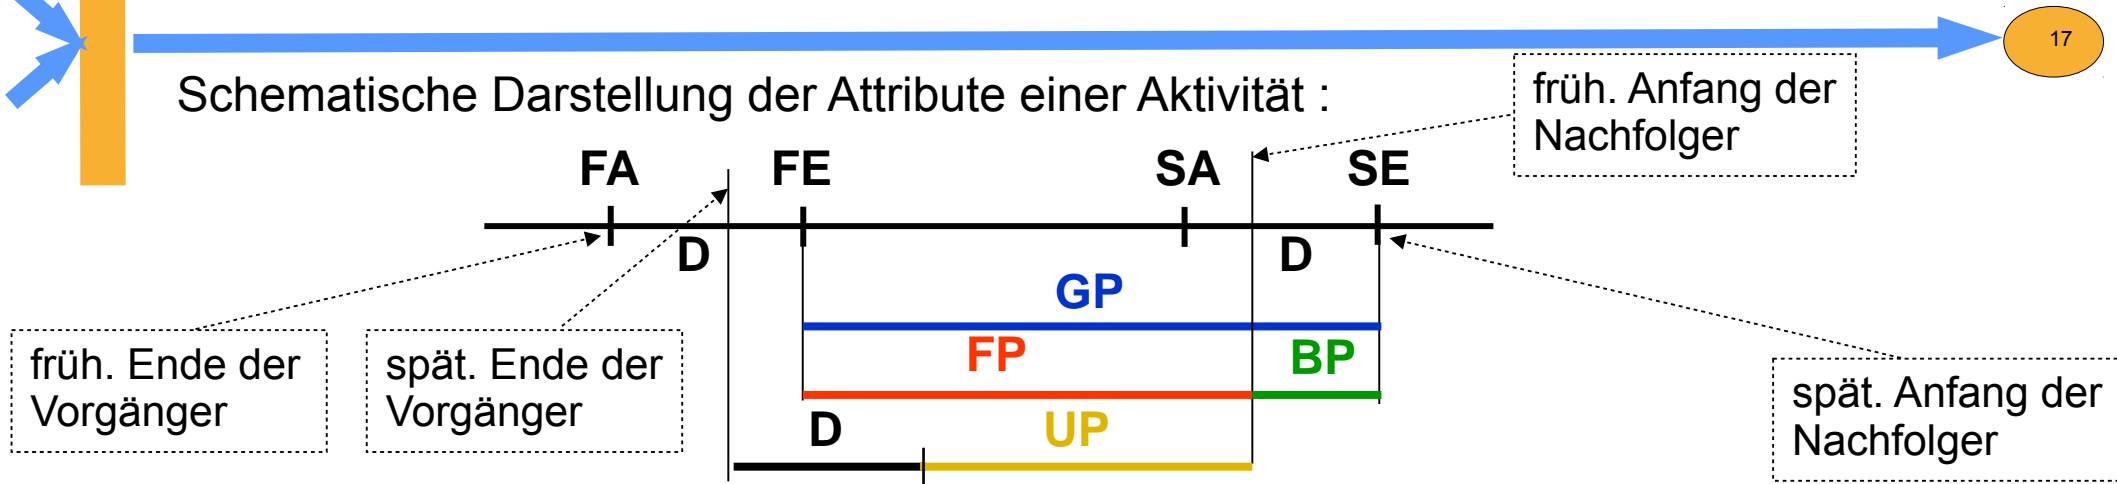 17
Schematische Darstellung der Attribute einer Aktivität :
früh. Anfang der
Nachfolger
FA
FE
SA
SE
D
D
GP
früh. Ende der
Vorgänger
spät. Ende der
Vorgänger
FP
BP
spät. Anfang der
Nachfolger
D
UP